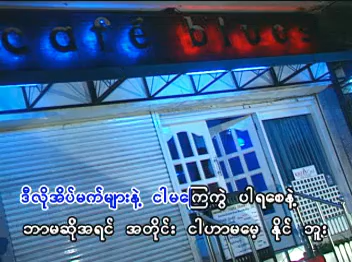 café blues
ဒီလိုအိပ်မက်များနဲ့ ငါမကြေကွဲ ပါရစေနဲ့
ဘာမဆိုအရင် အတိုင်း ငါဟာမမေ့ နိုင် ဘူး